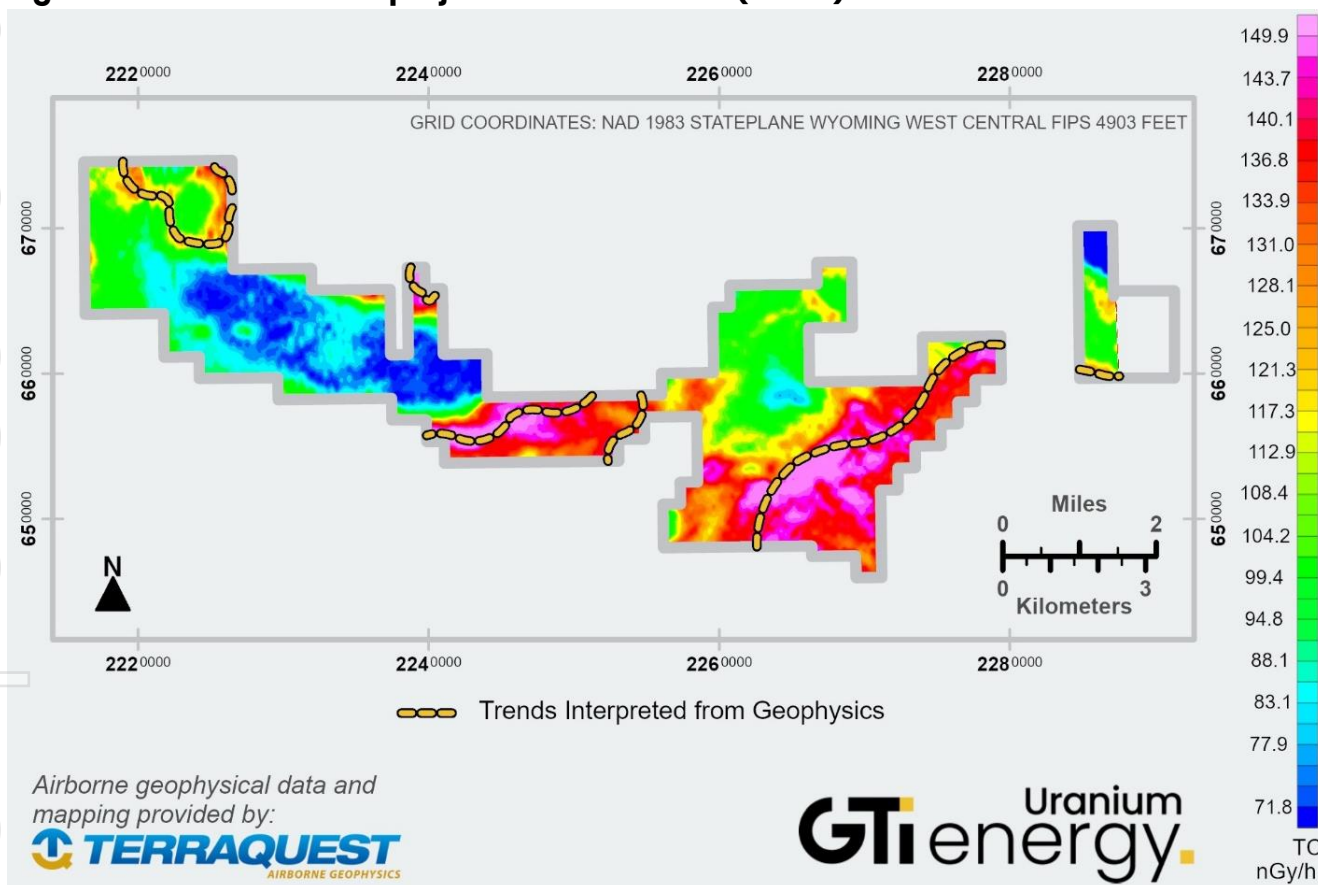 149.9
2220000 2240000 2260000 2280000
143.7
GRID COORDINATES: NAD 1983 STATEPLANE WYOMING WEST CENTRAL FIPS 4903 FEET
140.1
136.8
133.9
670000 670000
131.0
128.1
125.0
660000 660000
121.3
117.3
112.9
108.4
Miles
0 2
650000 650000
104.2
N
99.4
0 3
Kilometers
94.8
2220000 2240000 2260000 2280000
88.1
83.1
Trends Interpreted from Geophysics
77.9
71.8
Airborne geophysical data and
mapping provided by:
TERRAQUEST
AIRBORNE GEOPHYSICS
Uranium
GTi energy.
TC
nGy/h